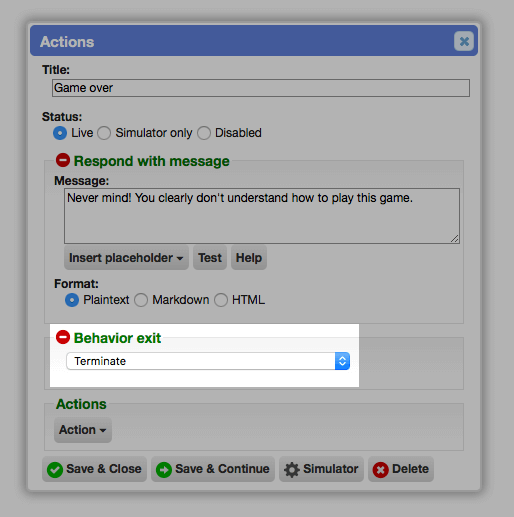 Actions
Title:
Game over
Status:
Live Simulator only Disabled
Respond with message
Message:
Never mind! You clearly don't understand how to play this game.
Insert placeholder Test Help
Format:
Plaintext Markdown HTML
Behavior exit
Terminate
Actions
Action
Save & Close Save & Continue Simulator Delete